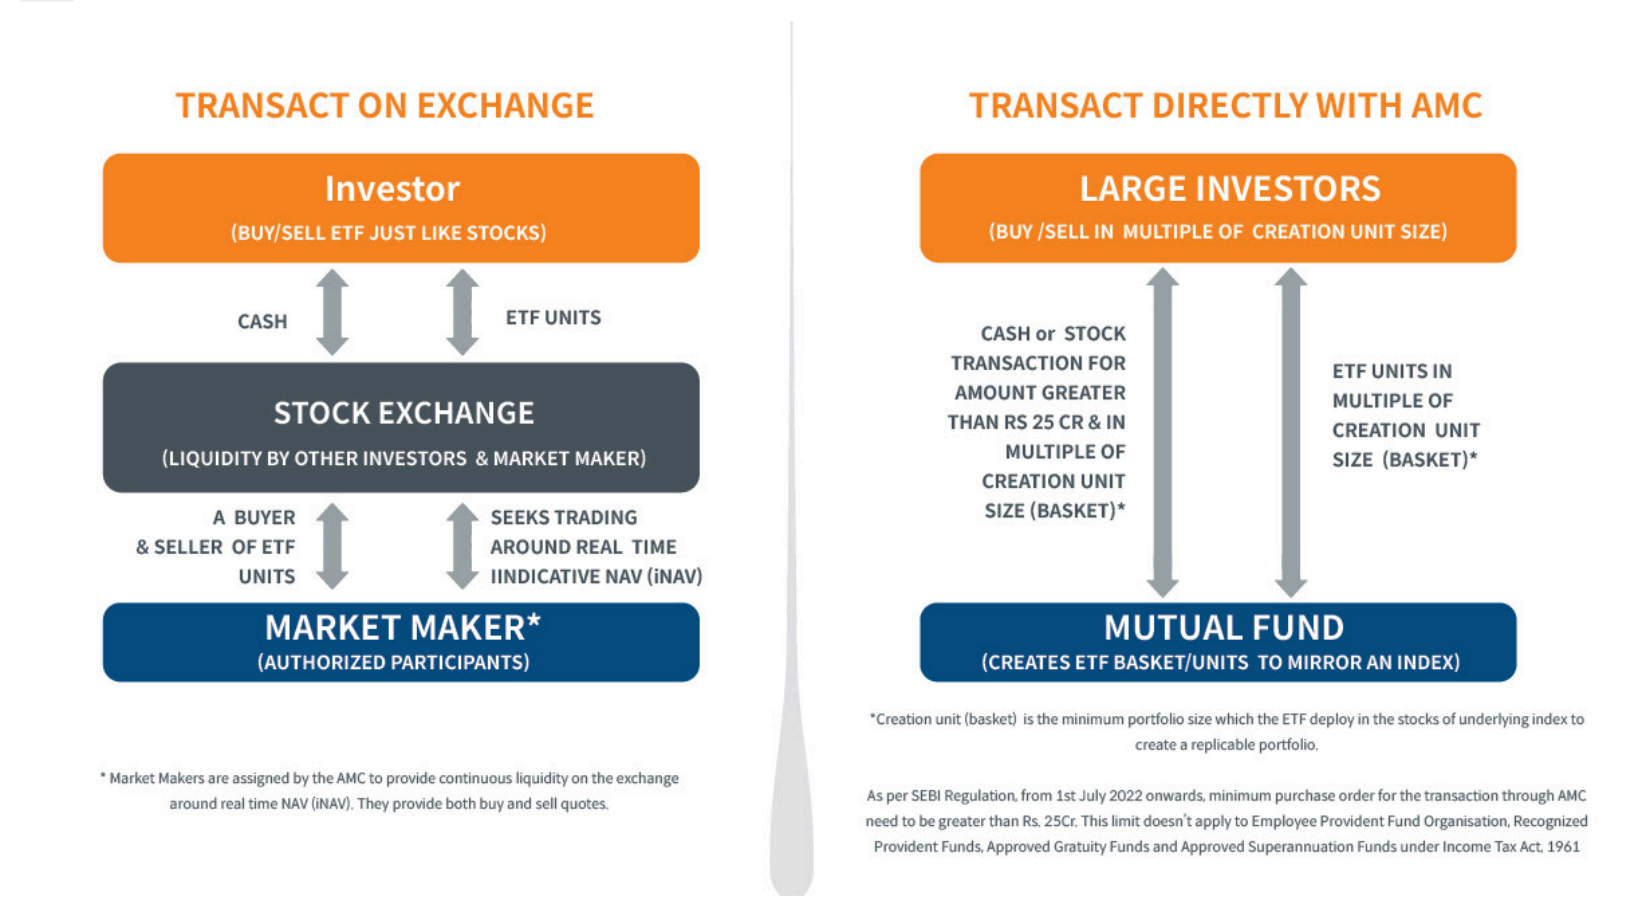 TRANSACT ON EXCHANGE
Investor
(BUY/SELL ETF JUST LIKE STOCKS)
CASH
ETF UNITS
STOCK EXCHANGE
(LIQUIDITY BY OTHER INVESTORS & MARKET MAKER)
A BUYER
& SELLER OF ETF
UNITS
SEEKS TRADING
AROUND REAL TIME
IINDICATIVE NAV (iNAV)
MARKET MAKER*
(AUTHORIZED PARTICIPANTS)
* Market Makers are assigned by the AMC to provide continuous liquidity on the exchange
around real time NAV (iNAV). They provide both buy and sell quotes.
TRANSACT DIRECTLY WITH AMC
LARGE INVESTORS
(BUY /SELL IN MULTIPLE OF CREATION UNIT SIZE)
CASH or STOCK
TRANSACTION FOR
AMOUNT GREATER
THAN RS 25 CR & IN
MULTIPLE OF
CREATION UNIT
SIZE (BASKET)*
ETF UNITS IN
MULTIPLE OF
CREATION UNIT
SIZE (BASKET)*
MUTUAL FUND
(CREATES ETF BASKET/UNITS TO MIRROR AN INDEX)
*Creation unit (basket) is the minimum portfolio size which the ETF deploy in the stocks of underlying index to
create a replicable portfolio.
As per SEBI Regulation, from 1st July 2022 onwards, minimum purchase order for the transaction through AMC
need to be greater than Rs. 25Cr. This limit doesn't apply to Employee Provident Fund Organisation, Recognized
Provident Funds, Approved Gratuity Funds and Approved Superannuation Funds under Income Tax Act, 1961